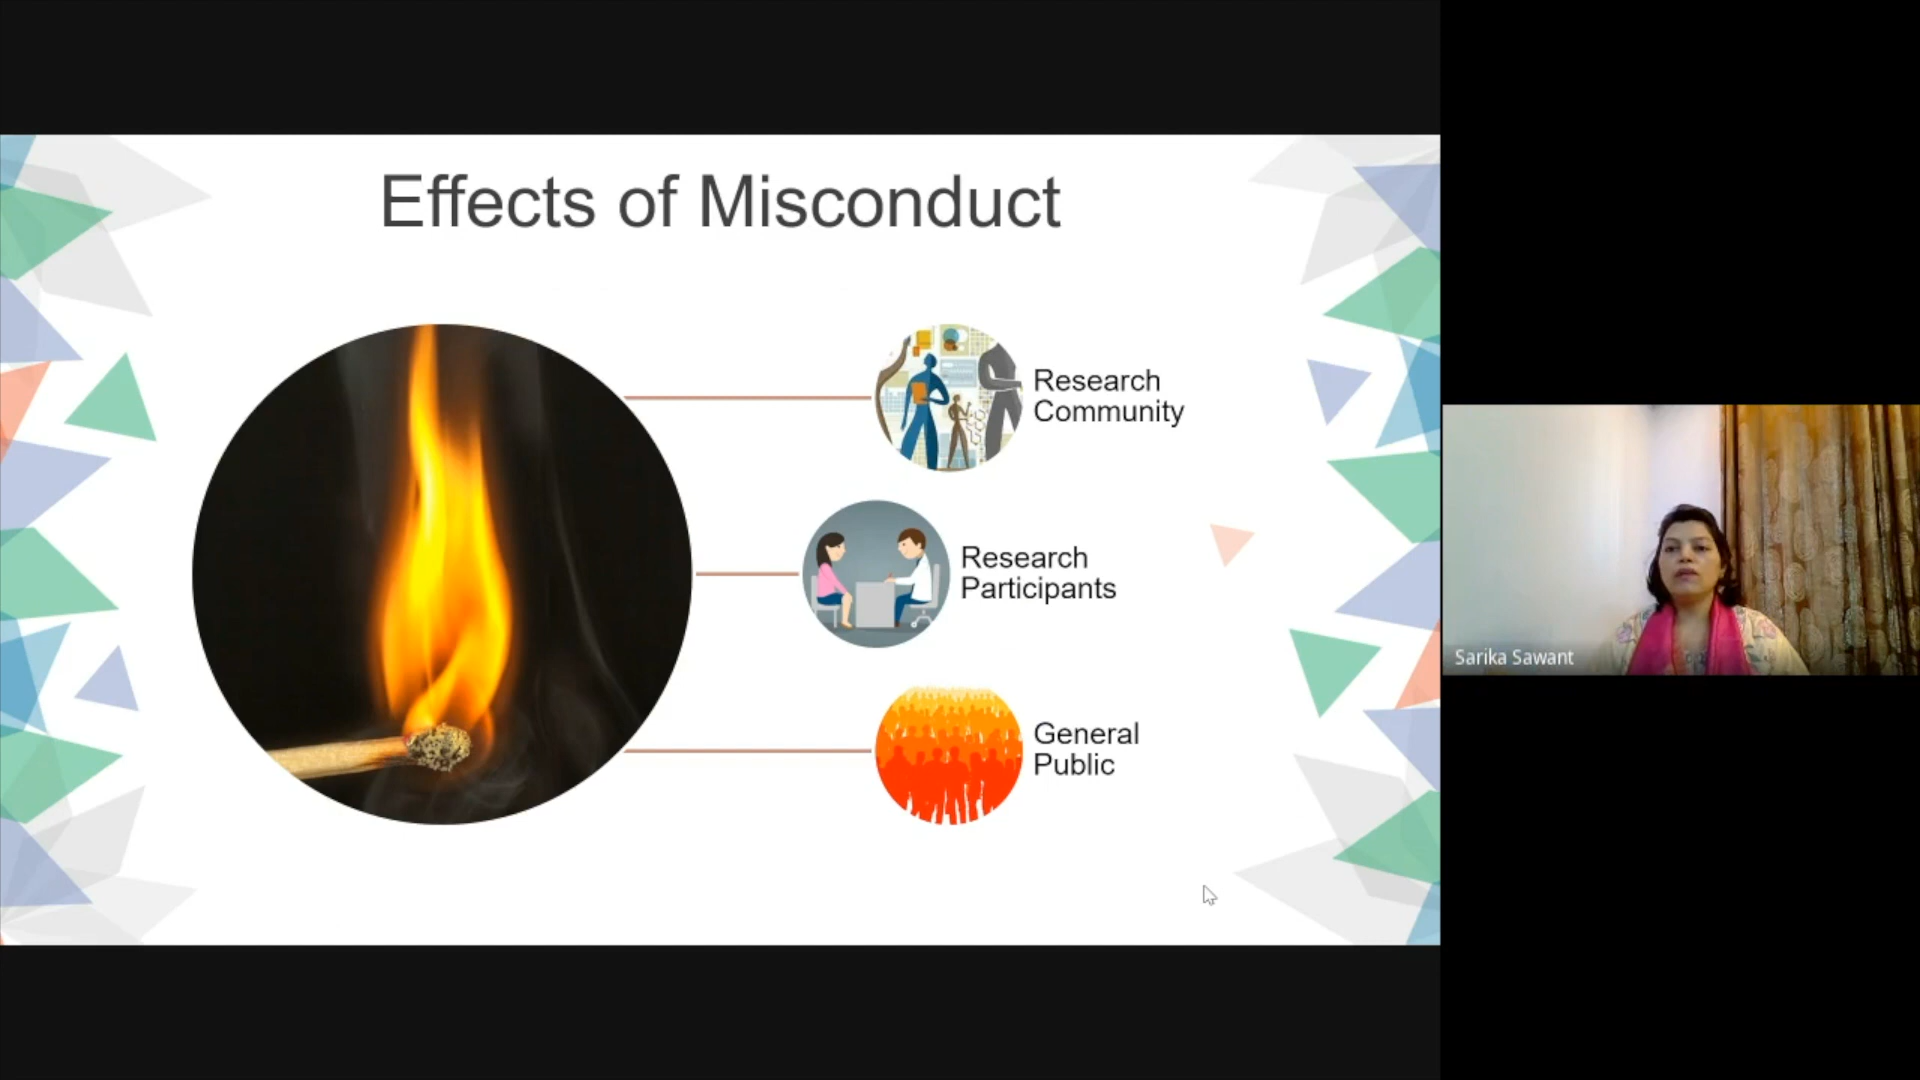 Effects of Misconduct
Research
Community
Research
Participants
General
Public
Sarika Sawant